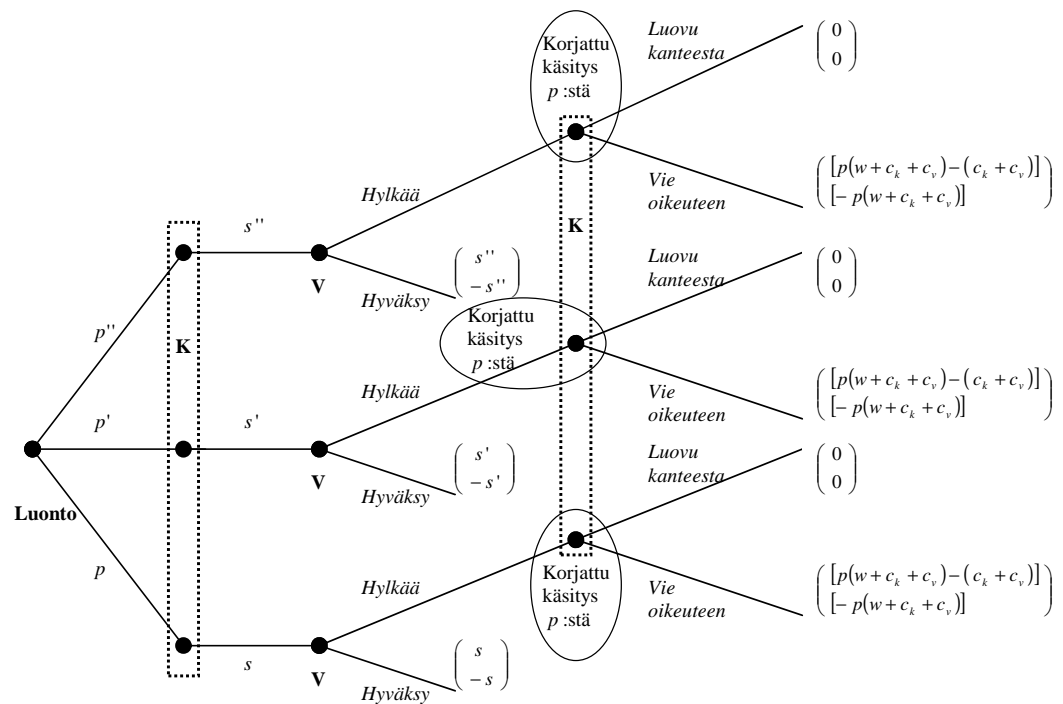 Luovu
kanteesta
( 0
0 )
Korjattu
käsitys
p :stä
Vie
oikeuteen
( [p(w + c_k + c_v) − (c_k + c_v)]
[− p(w + c_k + c_v)] )
Hylkää
s''
V
Hyväksy
( s''
− s'' )
K
Luovu
kanteesta
( 0
0 )
p''
K
Korjattu
käsitys
p :stä
Vie
oikeuteen
( [p(w + c_k + c_v) − (c_k + c_v)]
[− p(w + c_k + c_v)] )
Hylkää
p'
s'
V
Hyväksy
( s'
− s' )
Luovu
kanteesta
( 0
0 )
Luonto
p
Korjattu
käsitys
p :stä
Vie
oikeuteen
( [p(w + c_k + c_v) − (c_k + c_v)]
[− p(w + c_k + c_v)] )
Hylkää
s
V
Hyväksy
( s
− s )